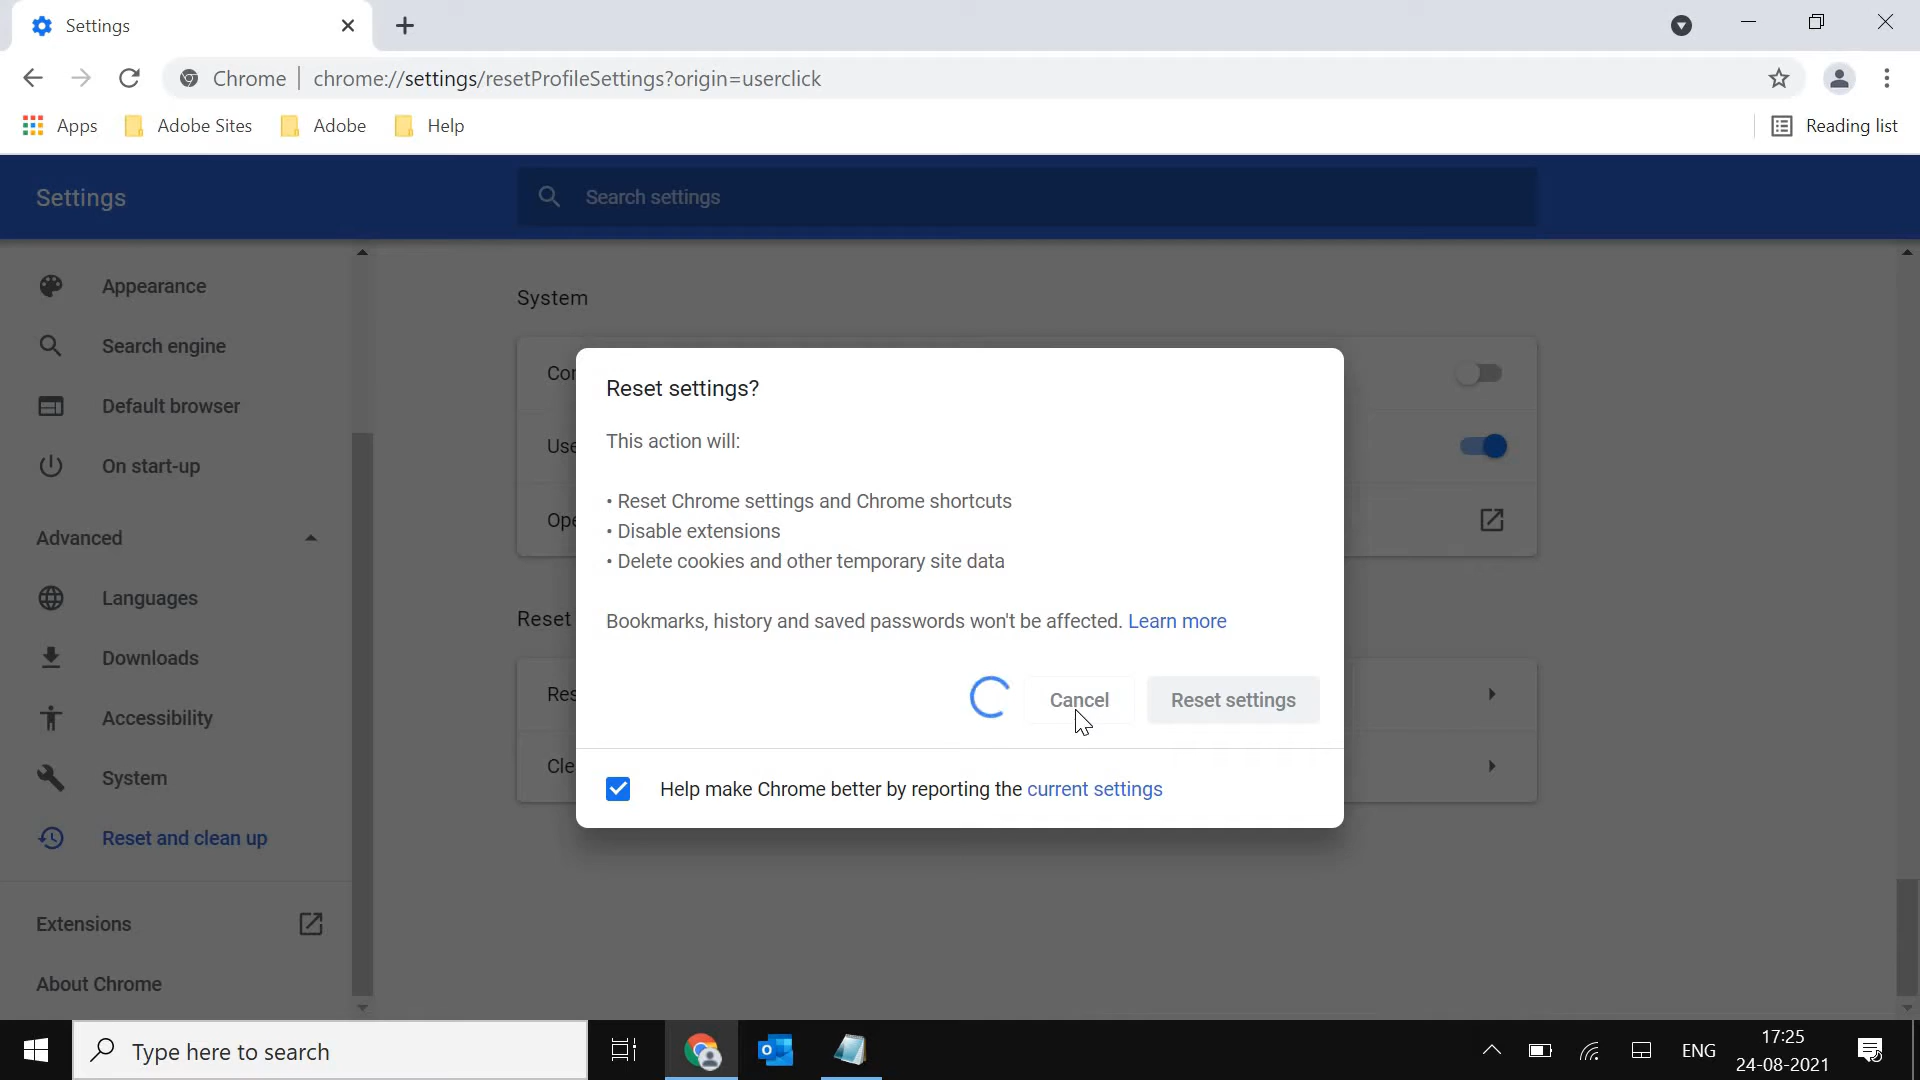 Settings
Chrome
chrome://settings/resetProfileSettings?origin=userclick
Apps
Adobe Sites
Adobe
Help
Reading list
Settings
Search settings
Appearance
Search engine
Default browser
On start-up
Advanced
Languages
Downloads
Accessibility
System
Reset and clean up
Extensions
About Chrome
System
Reset
Reset settings?
This action will:
• Reset Chrome settings and Chrome shortcuts
• Disable extensions
• Delete cookies and other temporary site data
Bookmarks, history and saved passwords won't be affected. Learn more
Cancel
Reset settings
Help make Chrome better by reporting the current settings
Type here to search
ENG
17:25
24-08-2021